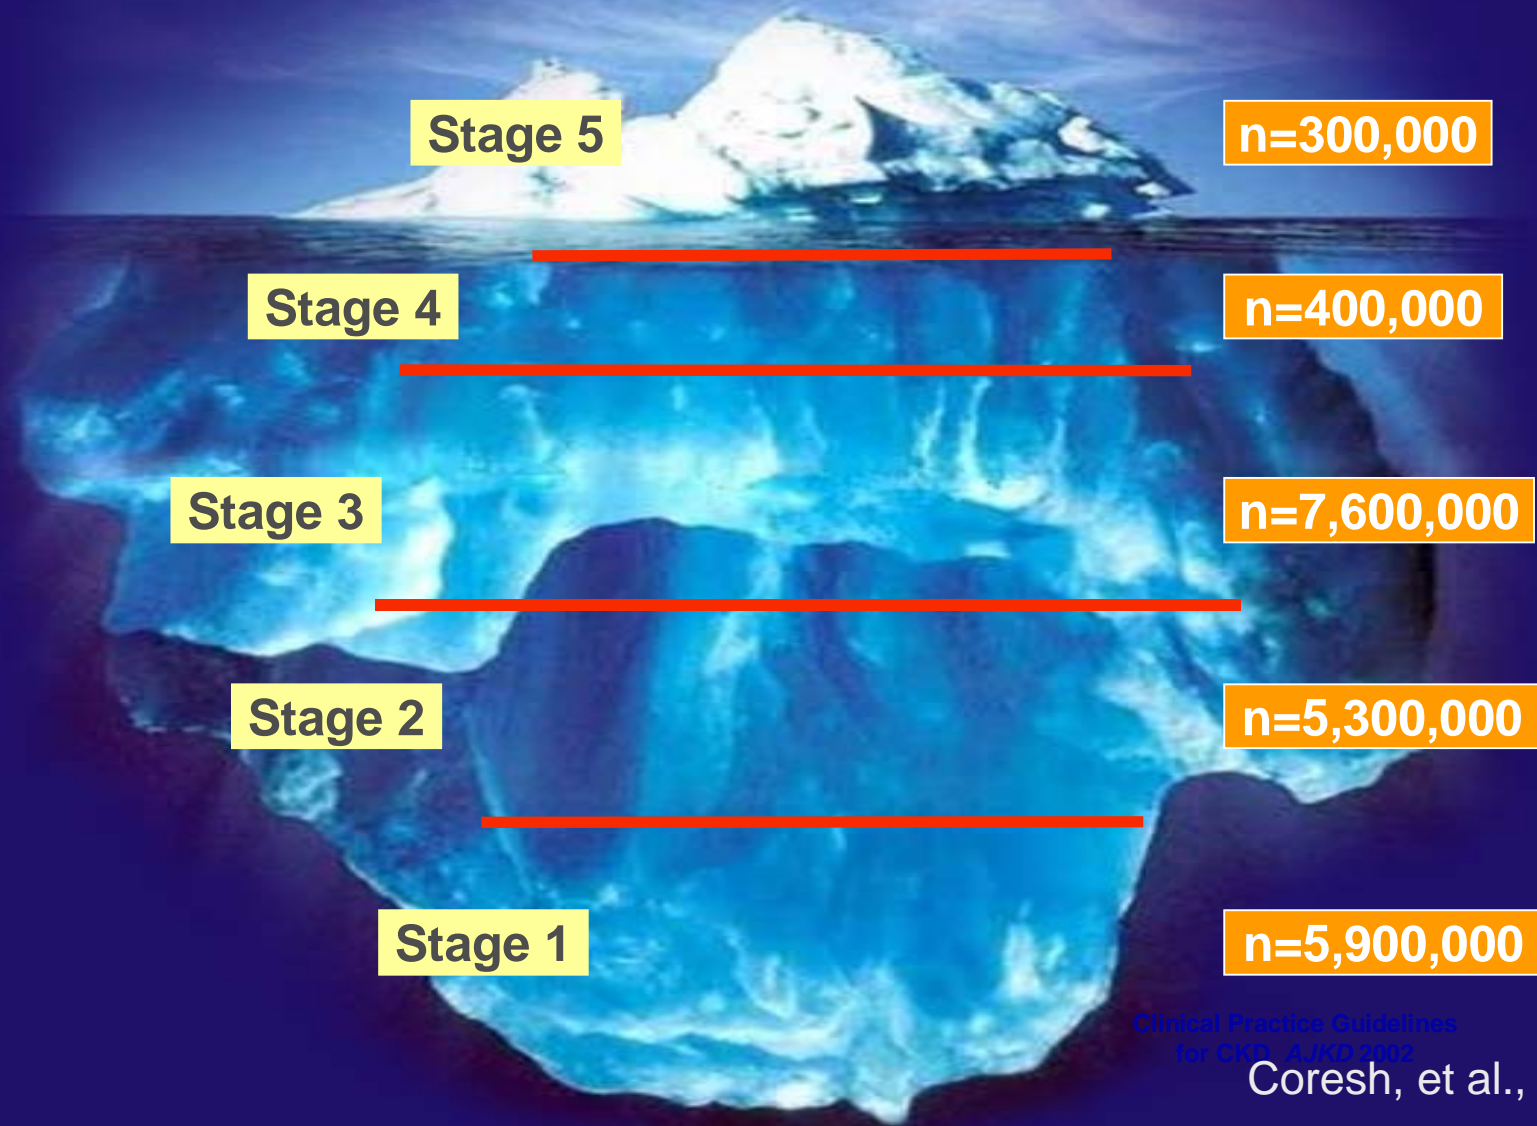 Stage 5
n=300,000
Stage 4
n=400,000
Stage 3
n=7,600,000
Stage 2
n=5,300,000
Stage 1
n=5,900,000
Clinical Practice Guidelines
for CKD, AJKD 2002
Coresh, et al.,